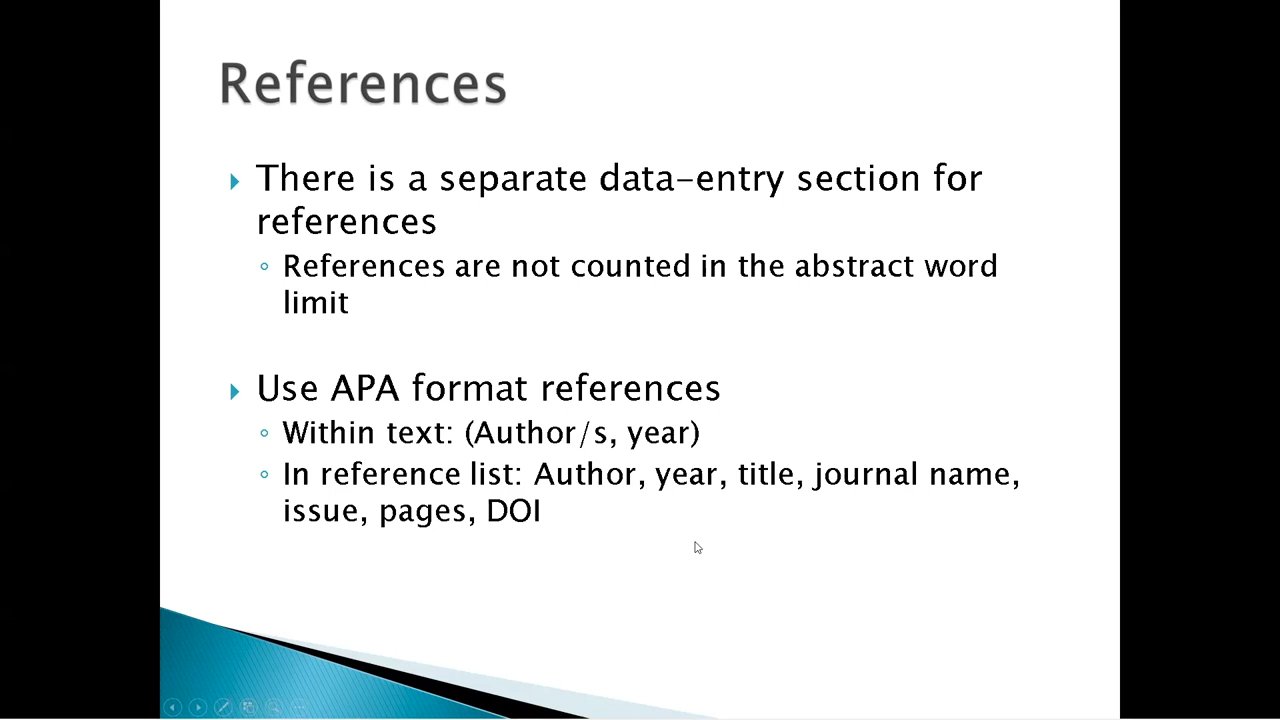 References
There is a separate data-entry section for
references
References are not counted in the abstract word
limit
Use APA format references
Within text: (Author/s, year)
In reference list: Author, year, title, journal name,
issue, pages, DOI